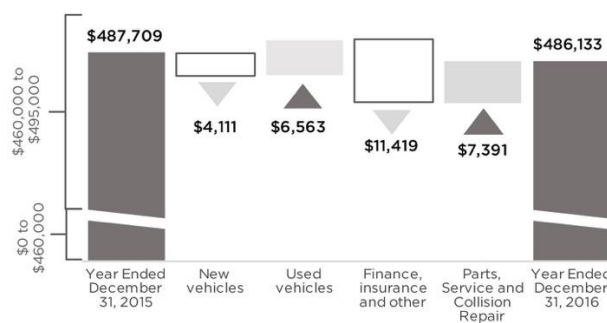 $460,000 to
$495,000
$0 to
$460,000
$487,709
$4,111
$6,563
$11,419
$7,391
$486,133
Year Ended
December
31, 2015
New
vehicles
Used
vehicles
Finance,
insurance
and other
Parts,
Service and
Collision
Repair
Year Ended
December
31, 2016